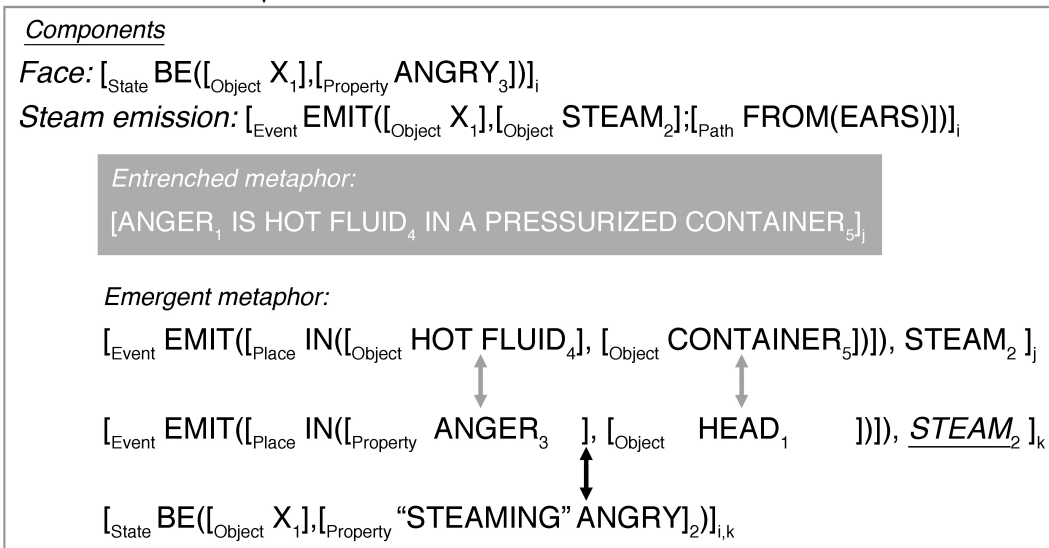 Components
Face: [State BE([Object X1],[Property ANGRY3])]i
Steam emission: [Event EMIT([Object X1],[Object STEAM2];[Path FROM(EARS)])]i
Entrenched metaphor:
[ANGER1 IS HOT FLUID4 IN A PRESSURIZED CONTAINER5]j
Emergent metaphor:
[Event EMIT([Place IN([Object HOT FLUID4], [Object CONTAINER5])]), STEAM2 ]j
[Event EMIT([Place IN([Property ANGER3 ], [Object HEAD1 ])]), STEAM2 ]k
[State BE([Object X1],[Property “STEAMING” ANGRY]2)]i,k